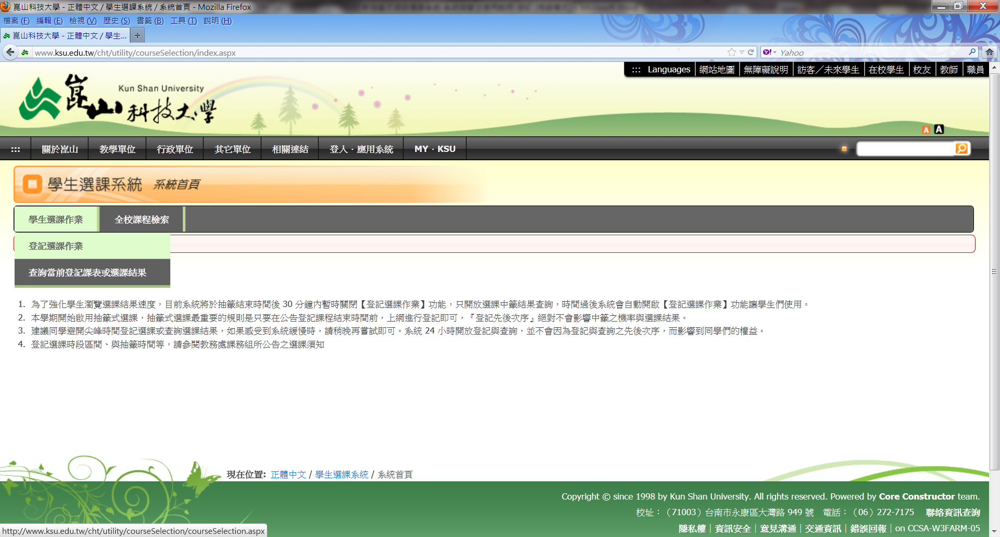 崑山科技大學 - 正體中文 / 學生選課系統 / 系統首頁 - Mozilla Firefox
檔案 (F) 編輯 (E) 檢視 (V) 歷史 (S) 書籤 (B) 工具 (T) 說明 (H)
崑山科技大學 - 正體中文 / 學生...
www.ksu.edu.tw/cht/utility/courseSelection/index.aspx
Yahoo
::: Languages 網站地圖 無障礙說明 訪客／未來學生 在校學生 校友 教師 職員
Kun Shan University
崑山科技大學
A A
::: 關於崑山 教學單位 行政單位 其它單位 相關連結 登入‧應用系統 MY‧KSU
學生選課系統 系統首頁
學生選課作業 全校課程檢索
登記選課作業
查詢當前登記課表或選課結果
1. 為了強化學生瀏覽選課結果速度，目前系統將於抽籤結束時間後 30 分鐘內暫時關閉【登記選課作業】功能，只開放選課中籤結果查詢，時間過後系統會自動開啟【登記選課作業】功能讓學生們使用。
2. 本學期開始啟用抽籤式選課，抽籤式選課最重要的規則是只要在公告登記課程結束時間前，上網進行登記即可，『登記先後次序』絕對不會影響中籤之機率與選課結果。
3. 建議同學避開尖峰時間登記選課或查詢選課結果，如果感受到系統緩慢時，請稍晚再嘗試即可。系統 24 小時開放登記與查詢，並不會因為登記與查詢之先後次序，而影響到同學們的權益。
4. 登記選課時段區間、與抽籤時間等，請參閱教務處課務組所公告之選課須知
現在位置: 正體中文 / 學生選課系統 / 系統首頁
Copyright © since 1998 by Kun Shan University. All rights reserved. Powered by Core Constructor team.
校址：（71003）台南市永康區大灣路 949 號 電話：（06）272-7175 聯絡資訊查詢
隱私權｜資訊安全｜意見溝通｜交通資訊｜錯誤回報｜on CCSA-W3FARM-05
http://www.ksu.edu.tw/cht/utility/courseSelection/courseSelection.aspx